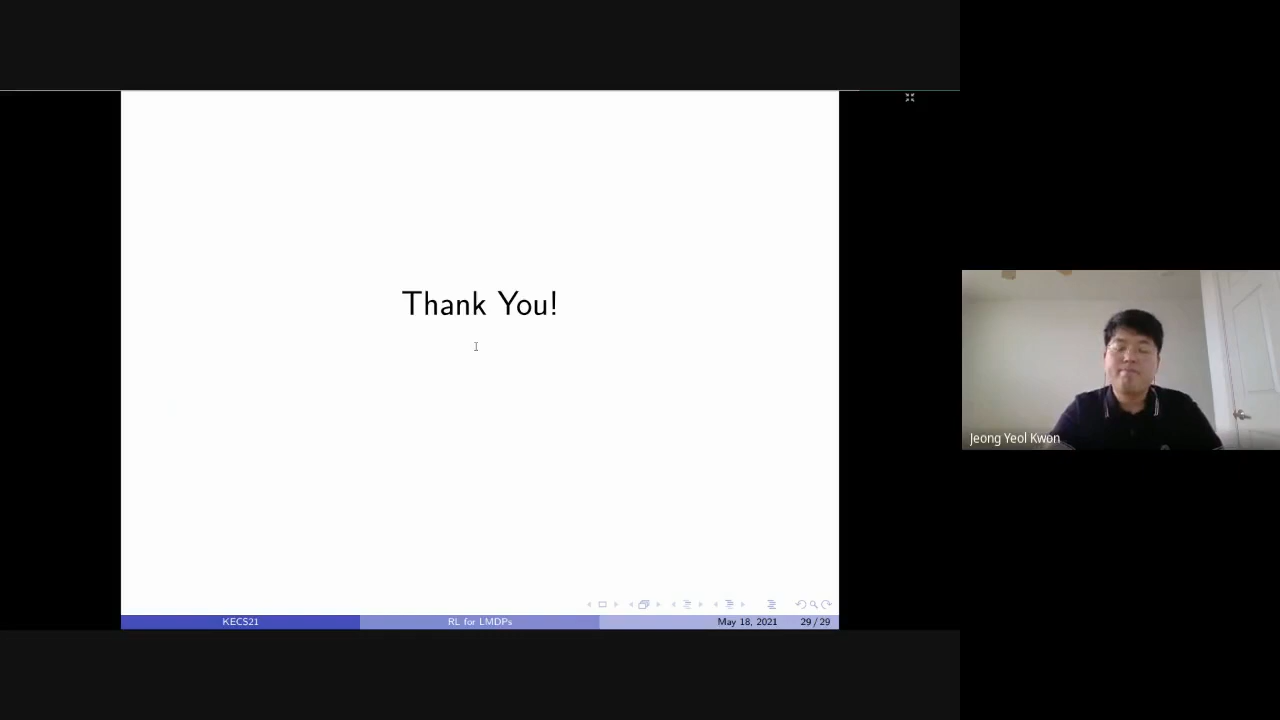 Thank You!
KECS21
RL for LMDPs
May 18, 2021
29 / 29
Jeong Yeol Kwon